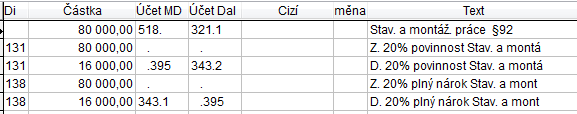 Di Částka Účet MD Účet Dal Cizí měna Text
80 000,00 518. 321.1 Stav. a montáž. práce §92
131 80 000,00 . . Z. 20% povinnost Stav. a montá
131 16 000,00 .395 343.2 D. 20% povinnost Stav. a montá
138 80 000,00 . . Z. 20% plný nárok Stav. a mont
138 16 000,00 343.1 .395 D. 20% plný nárok Stav. a mont